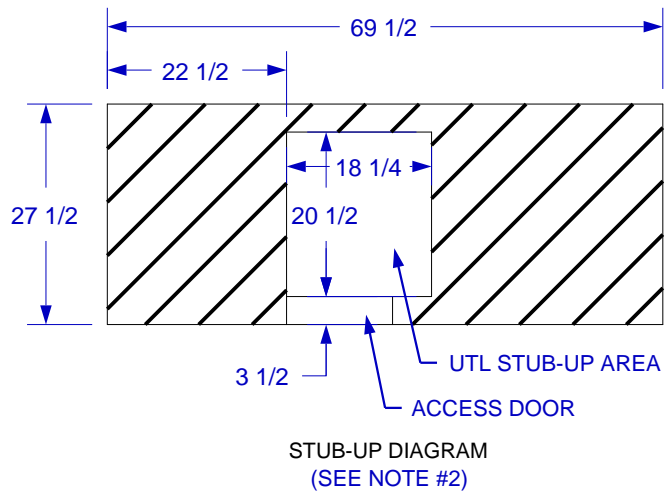 69 1/2
22 1/2
18 1/4
27 1/2
20 1/2
3 1/2
UTL STUB-UP AREA
ACCESS DOOR
STUB-UP DIAGRAM
(SEE NOTE #2)